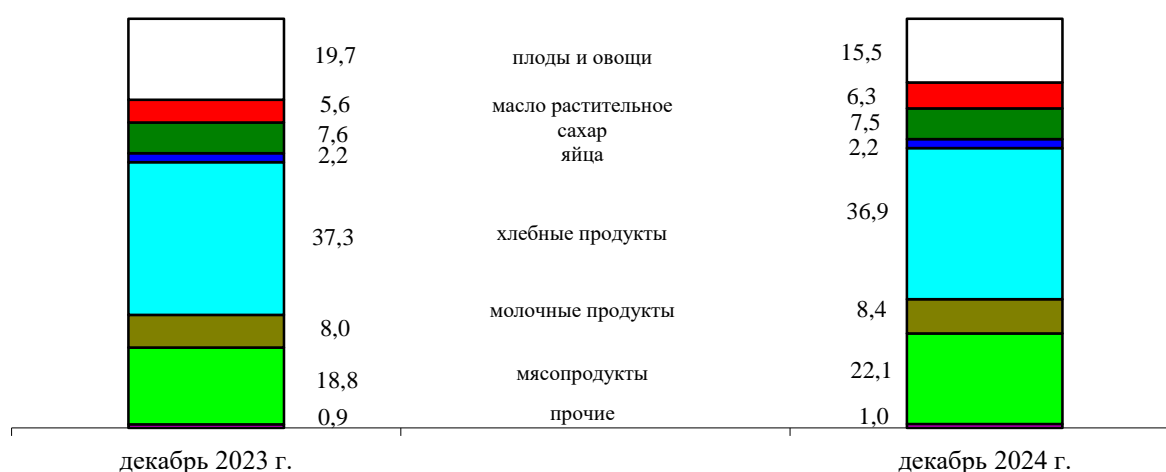 19,7 плоды и овощи 15,5
5,6 масло растительное 6,3
7,6 сахар 7,5
2,2 яйца 2,2
37,3 хлебные продукты 36,9
8,0 молочные продукты 8,4
18,8 мясопродукты 22,1
0,9 прочие 1,0
декабрь 2023 г. декабрь 2024 г.